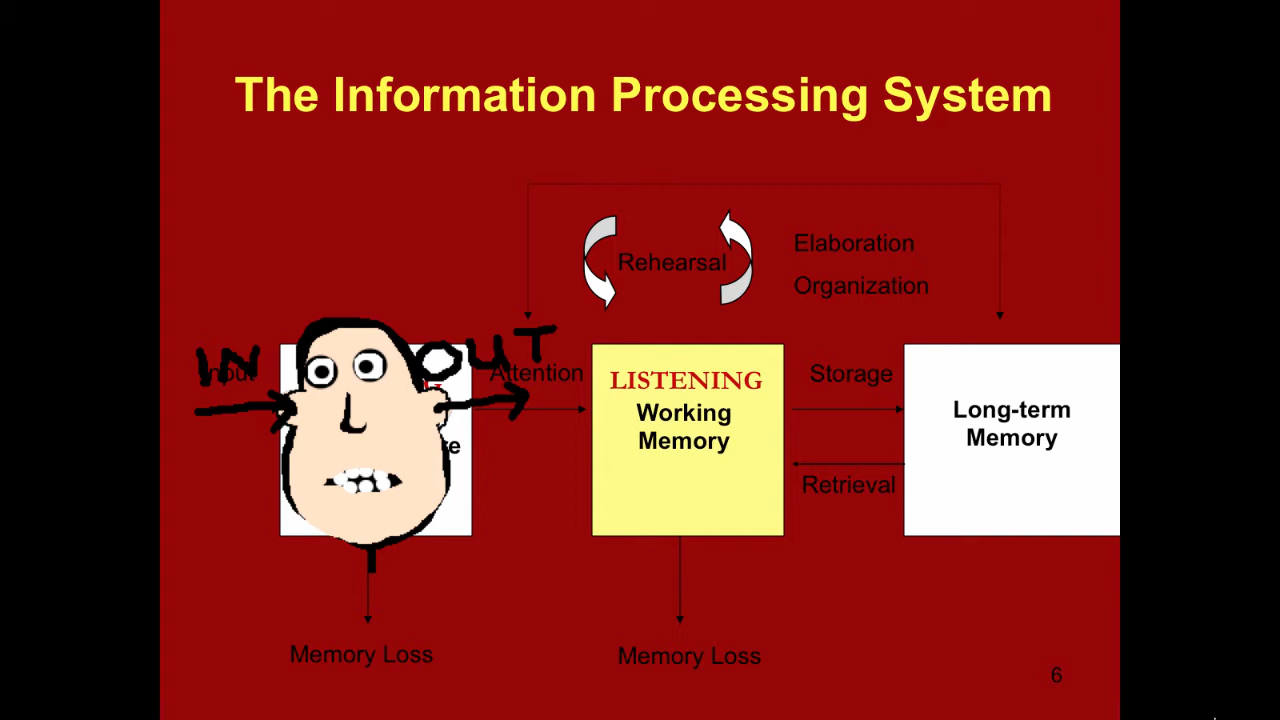 The Information Processing System
Rehearsal
Elaboration
Organization
IN
OUT
Attention
LISTENING
Working
Memory
Storage
Long-term
Memory
Retrieval
Memory Loss
Memory Loss
6